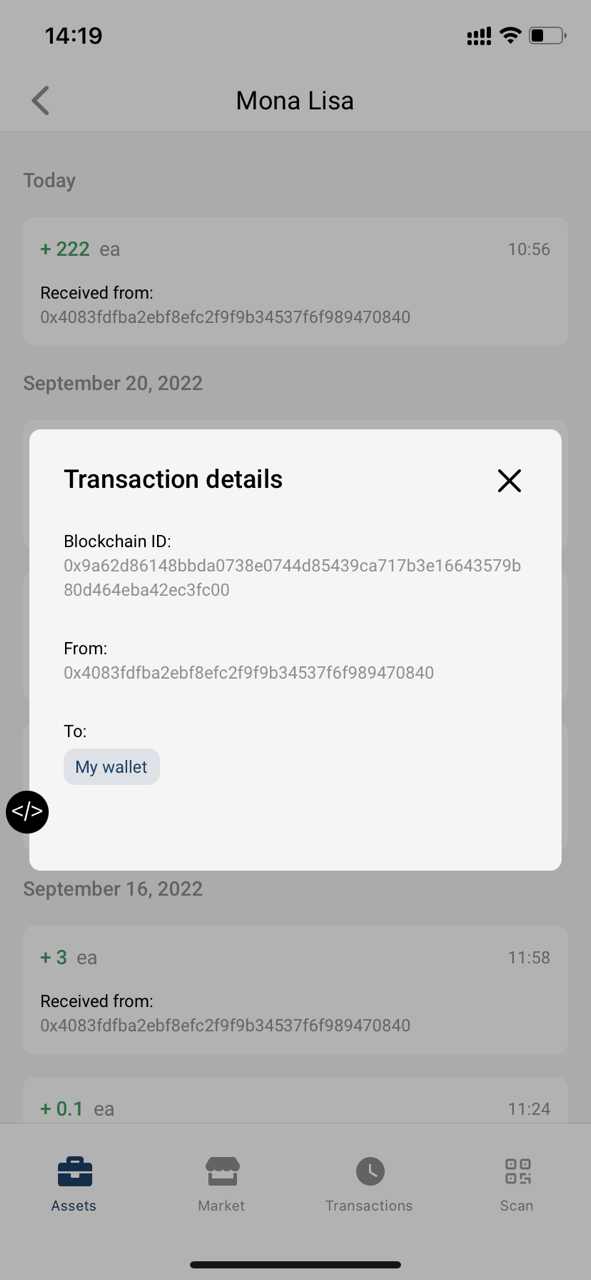 14:19
Mona Lisa
Today
+ 222 ea
10:56
Received from:
0x4083fdfba2ebf8efc2f9f9b34537f6f989470840
September 20, 2022
Transaction details
Blockchain ID:
0x9a62d86148bbda0738e0744d85439ca717b3e16643579b
80d464eba42ec3fc00
From:
0x4083fdfba2ebf8efc2f9f9b34537f6f989470840
To:
My wallet
</>
September 16, 2022
+ 3 ea
11:58
Received from:
0x4083fdfba2ebf8efc2f9f9b34537f6f989470840
+ 0.1 ea
11:24
Assets
Market
Transactions
Scan